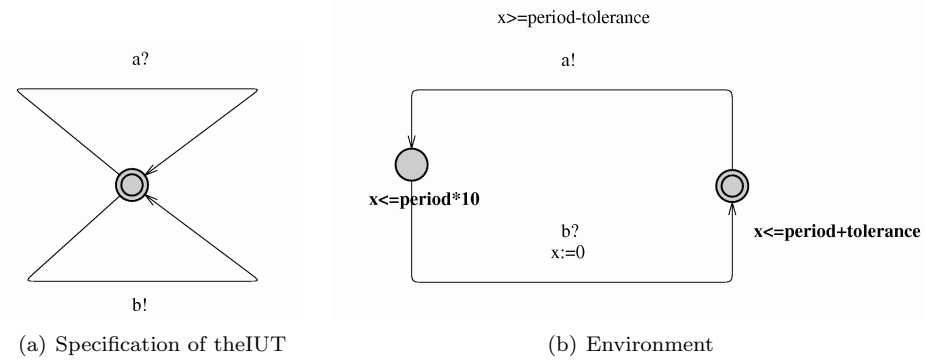 a?
b!
(a) Specification of theIUT
x>=period-tolerance
a!
x<=period*10
b?
x:=0
x<=period+tolerance
(b) Environment